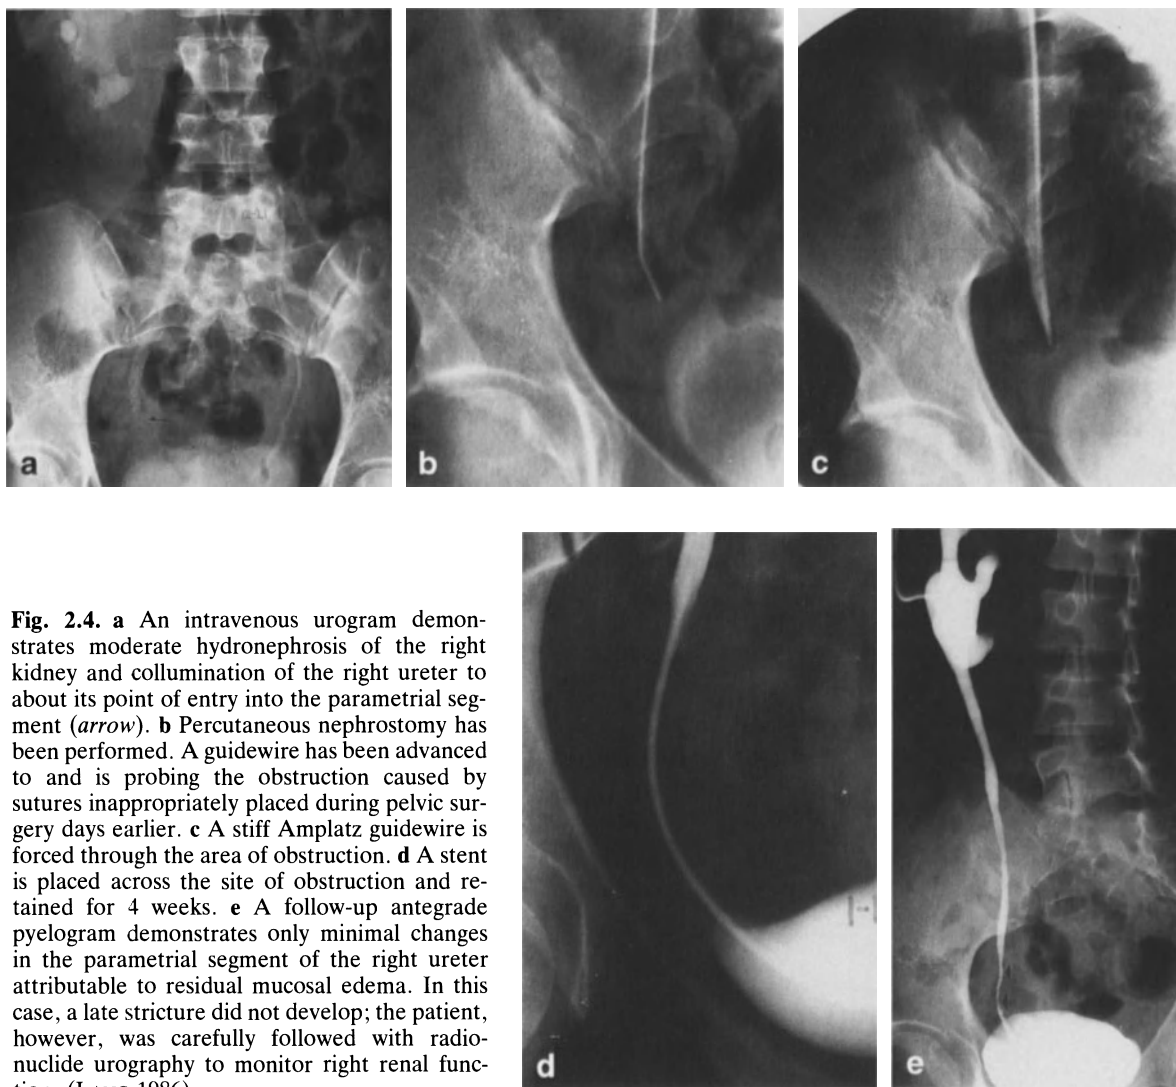 a
b
c
Fig. 2.4. a An intravenous urogram demon-
strates moderate hydronephrosis of the right
kidney and collumination of the right ureter to
about its point of entry into the parametrial seg-
ment (arrow). b Percutaneous nephrostomy has
been performed. A guidewire has been advanced
to and is probing the obstruction caused by
sutures inappropriately placed during pelvic sur-
gery days earlier. c A stiff Amplatz guidewire is
forced through the area of obstruction. d A stent
is placed across the site of obstruction and re-
tained for 4 weeks. e A follow-up antegrade
pyelogram demonstrates only minimal changes
in the parametrial segment of the right ureter
attributable to residual mucosal edema. In this
case, a late stricture did not develop; the patient,
however, was carefully followed with radio-
nuclide urography to monitor right renal func-
tion. (Lang 1986)
d
e